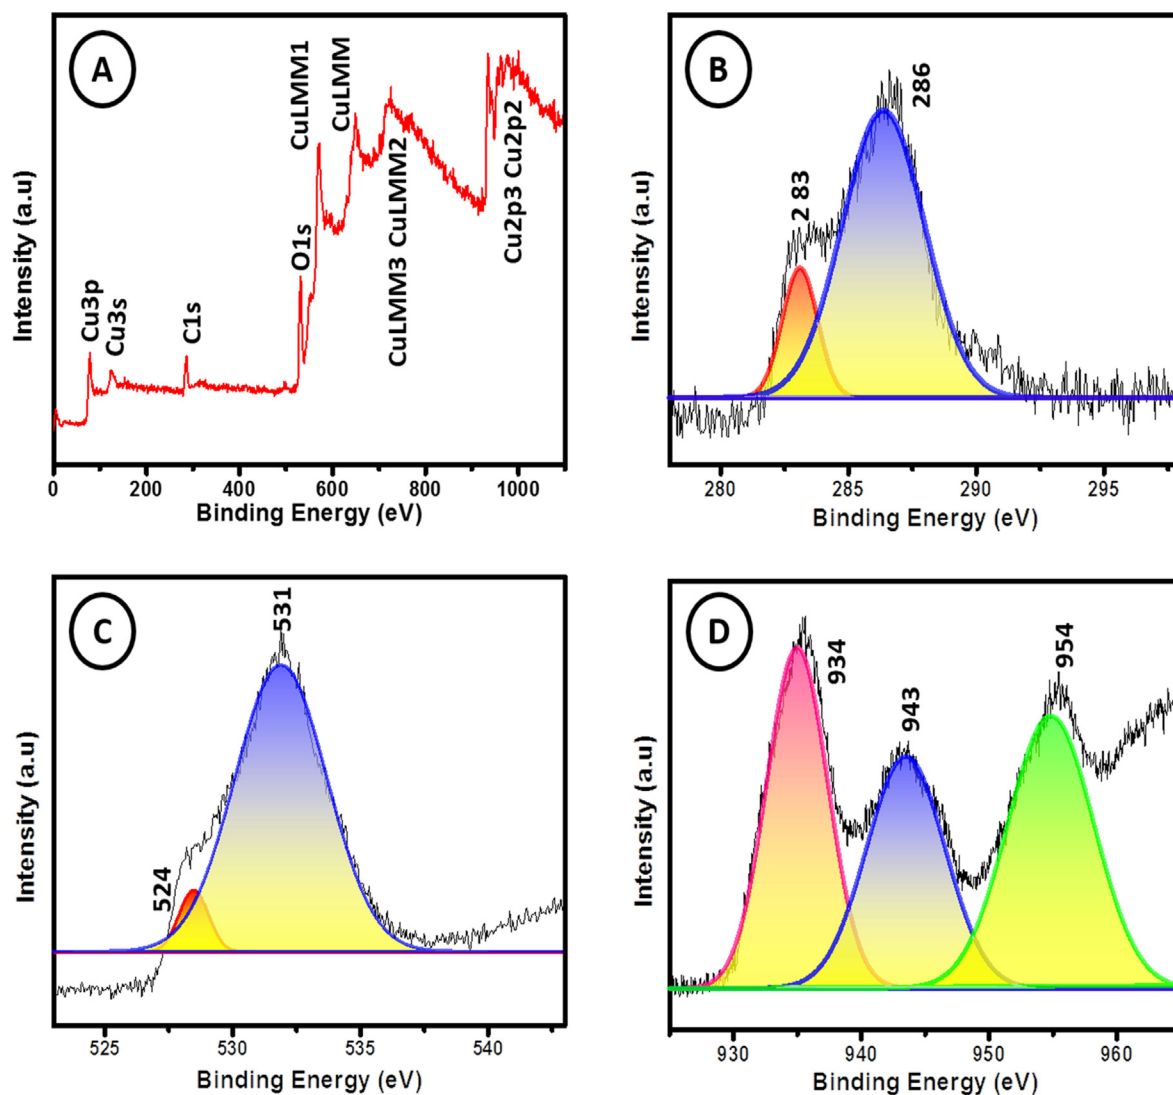 A
Intensity (a.u)
Cu3p
Cu3s
C1s
O1s
CuLMM1
CuLMM
CuLMM3 CuLMM2
Cu2p3 Cu2p2
0 200 400 600 800 1000
Binding Energy (eV)
B
Intensity (a.u)
2 83
286
280 285 290 295
Binding Energy (eV)
C
Intensity (a.u)
524
531
525 530 535 540
Binding Energy (eV)
D
Intensity (a.u)
934
943
954
930 940 950 960
Binding Energy (eV)